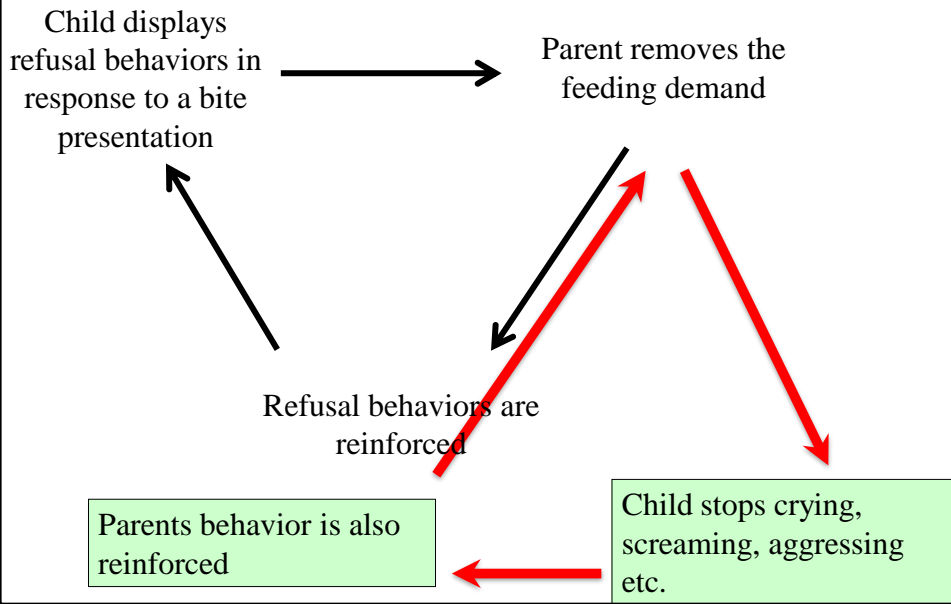 Child displays
refusal behaviors in
response to a bite
presentation
Parent removes the
feeding demand
Refusal behaviors are
reinforced
Parents behavior is also
reinforced
Child stops crying,
screaming, aggressing
etc.